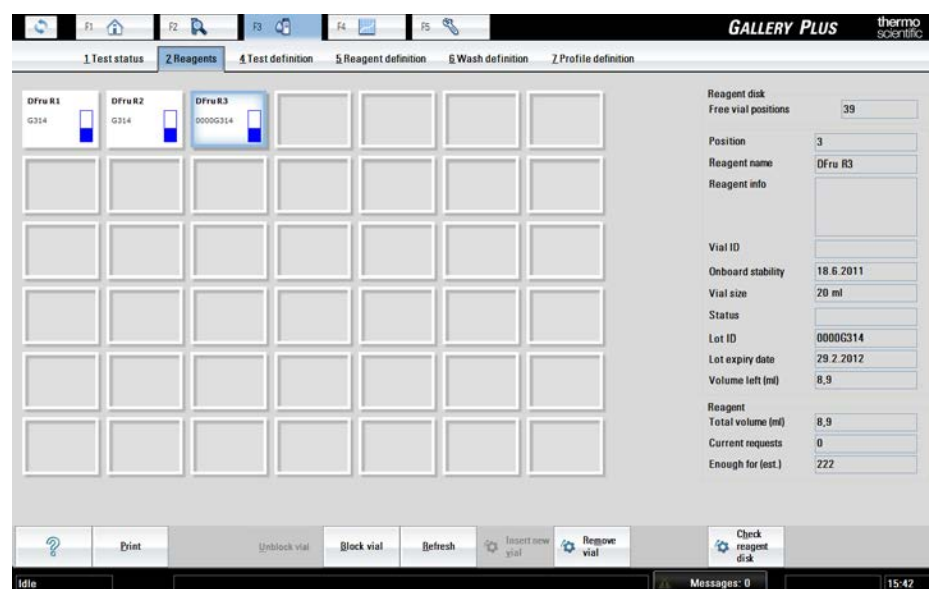 F1
F2
F3
F4
F5
GALLERY PLUS
thermo
scientific
1 Test status
2 Reagents
4 Test definition
5 Reagent definition
6 Wash definition
7 Profile definition
DFru R1
G314
DFru R2
G314
DFru R3
0000G314
Reagent disk
Free vial positions 39
Position 3
Reagent name DFru R3
Reagent info
Vial ID
Onboard stability 18.6.2011
Vial size 20 ml
Status
Lot ID 0000G314
Lot expiry date 29.2.2012
Volume left (ml) 8,9
Reagent
Total volume (ml) 8,9
Current requests 0
Enough for (est.) 222
?
Print
Unblock vial
Block vial
Refresh
Insert new
vial
Remove
vial
Check
reagent
disk
Idle
Messages: 0
15:42